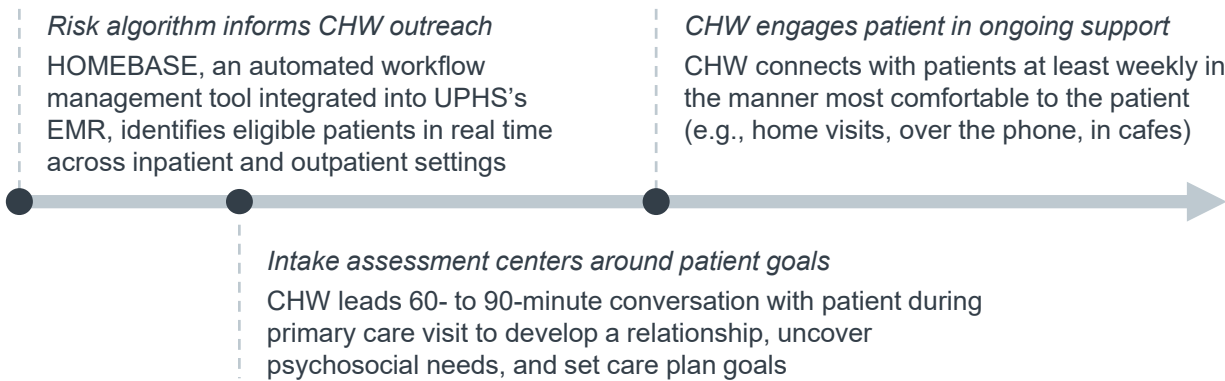 Risk algorithm informs CHW outreach
HOMEBASE, an automated workflow
management tool integrated into UPHS's
EMR, identifies eligible patients in real time
across inpatient and outpatient settings
Intake assessment centers around patient goals
CHW leads 60- to 90-minute conversation with patient during
primary care visit to develop a relationship, uncover
psychosocial needs, and set care plan goals
CHW engages patient in ongoing support
CHW connects with patients at least weekly in
the manner most comfortable to the patient
(e.g., home visits, over the phone, in cafes)